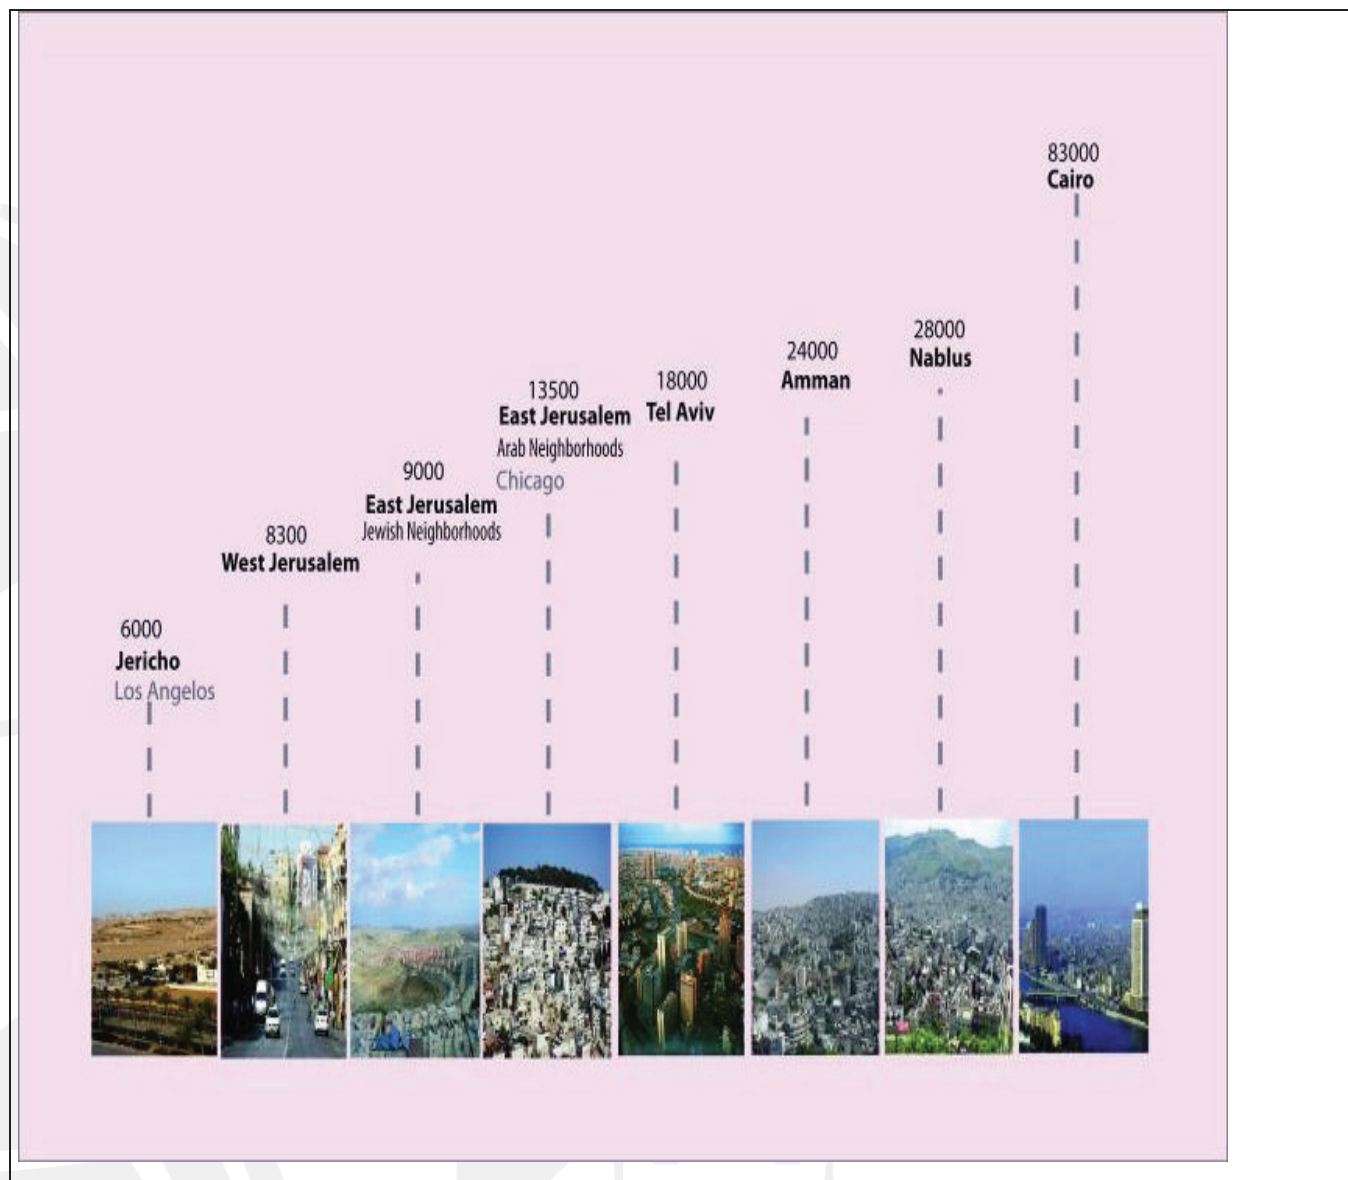 83000
Cairo
28000
Nablus
24000
Amman
18000
Tel Aviv
13500
East Jerusalem
Arab Neighborhoods
Chicago
9000
East Jerusalem
Jewish Neighborhoods
8300
West Jerusalem
6000
Jericho
Los Angelos